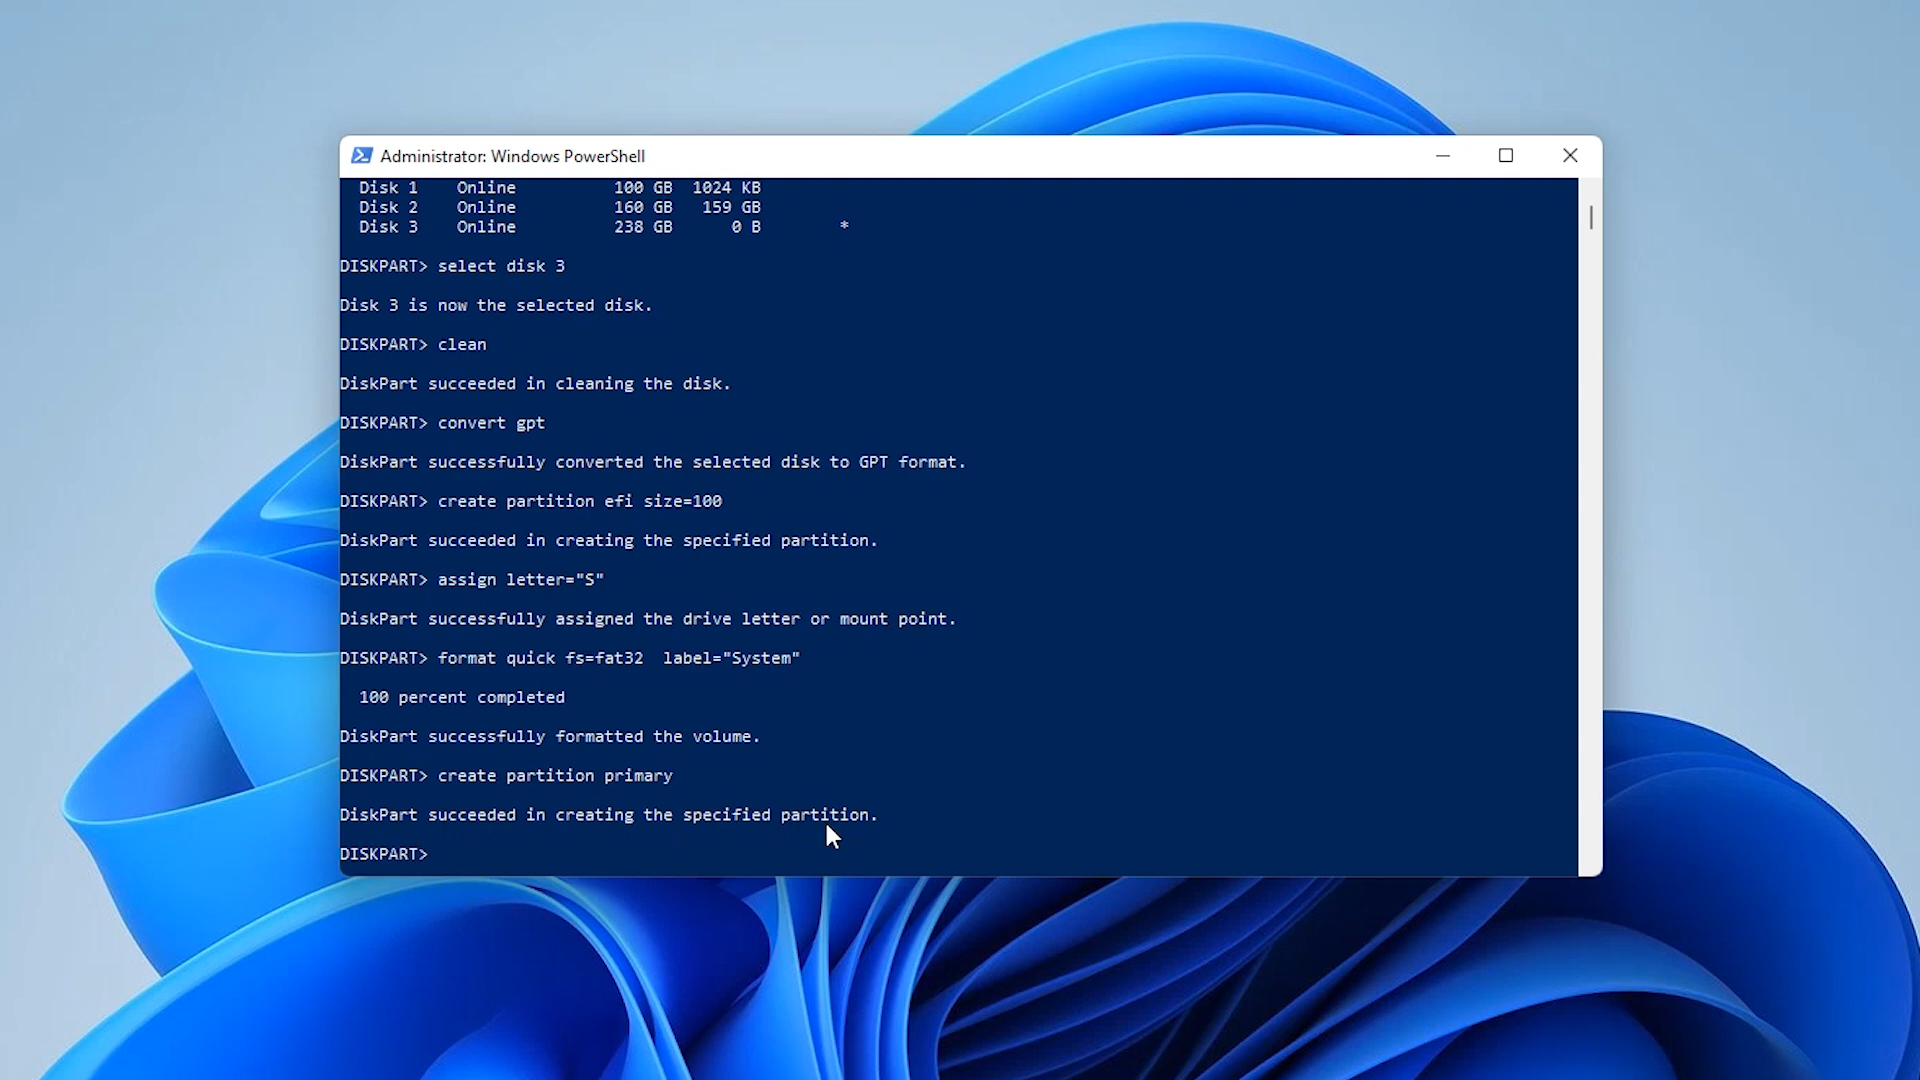 Administrator: Windows PowerShell
Disk 1    Online          100 GB  1024 KB
Disk 2    Online          160 GB   159 GB
Disk 3    Online          238 GB      0 B        *
DISKPART> select disk 3
Disk 3 is now the selected disk.
DISKPART> clean
DiskPart succeeded in cleaning the disk.
DISKPART> convert gpt
DiskPart successfully converted the selected disk to GPT format.
DISKPART> create partition efi size=100
DiskPart succeeded in creating the specified partition.
DISKPART> assign letter="S"
DiskPart successfully assigned the drive letter or mount point.
DISKPART> format quick fs=fat32  label="System"
100 percent completed
DiskPart successfully formatted the volume.
DISKPART> create partition primary
DiskPart succeeded in creating the specified partition.
DISKPART>